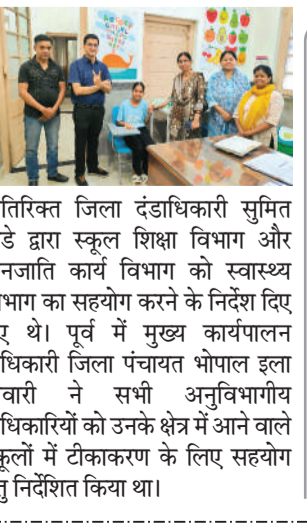 तिरिक्त जिला दंडाधिकारी सुमित
डे द्वारा स्कूल शिक्षा विभाग और
नजाति कार्य विभाग को स्वास्थ्य
भाग का सहयोग करने के निर्देश दिए
ए थे। पूर्व में मुख्य कार्यपालन
धिकारी जिला पंचायत भोपाल इला
वारी ने सभी अनुविभागीय
धिकारियों को उनके क्षेत्र में आने वाले
कूलों में टीकाकरण के लिए सहयोग
तु निर्देशित किया था।